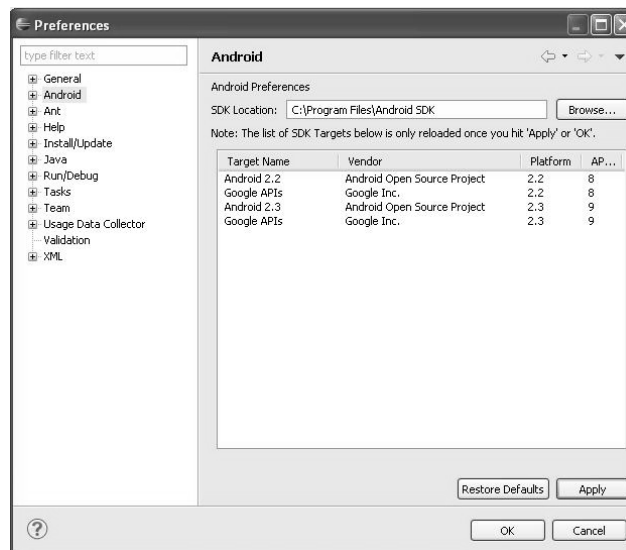 Preferences
type filter text
General
Android
Ant
Help
Install/Update
Java
Run/Debug
Tasks
Team
Usage Data Collector
Validation
XML
Android
Android Preferences
SDK Location: C:\Program Files\Android SDK Browse...
Note: The list of SDK Targets below is only reloaded once you hit 'Apply' or 'OK'.
Target Name Vendor Platform AP...
Android 2.2 Android Open Source Project 2.2 8
Google APIs Google Inc. 2.2 8
Android 2.3 Android Open Source Project 2.3 9
Google APIs Google Inc. 2.3 9
Restore Defaults Apply
? OK Cancel